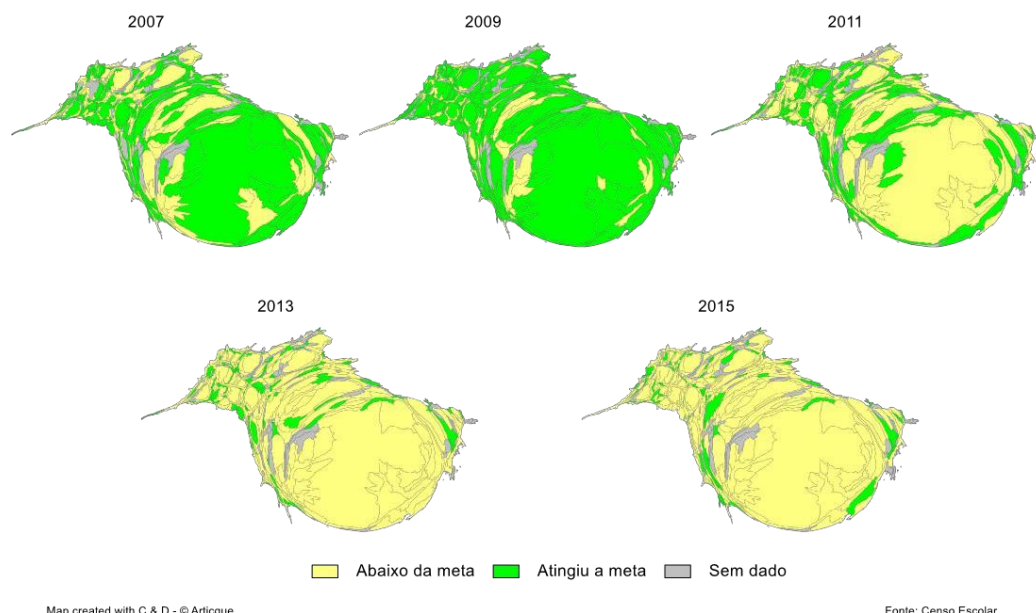 2007
2009
2011
2013
2015
Abaixo da meta
Atingiu a meta
Sem dado
Map created with C & D - © Articque
Fonte: Censo Escolar